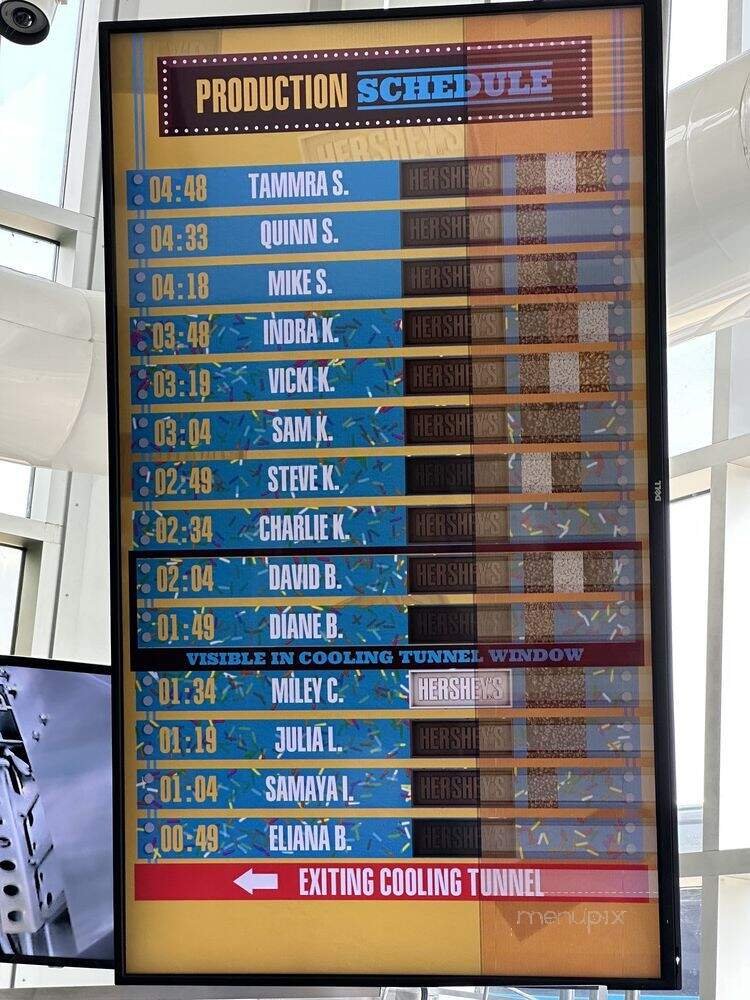 PRODUCTION SCHEDULE
HERSHEY'S
04:48 TAMMRA S. HERSHEY'S
04:33 QUINN S. HERSHEY'S
04:18 MIKE S. HERSHEY'S
03:48 INDRA K. HERSHEY'S
03:19 VICKI K. HERSHEY'S
03:04 SAM K. HERSHEY'S
02:49 STEVE K. HERSHEY'S
02:34 CHARLIE K. HERSHEY'S
02:04 DAVID B. HERSHEY'S
01:49 DIANE B. HERSHEY'S
VISIBLE IN COOLING TUNNEL WINDOW
01:34 MILEY C. HERSHEY'S
01:19 JULIA L. HERSHEY'S
01:04 SAMAYA I. HERSHEY'S
00:49 ELIANA B. HERSHEY'S
EXITING COOLING TUNNEL
menupix
DELL